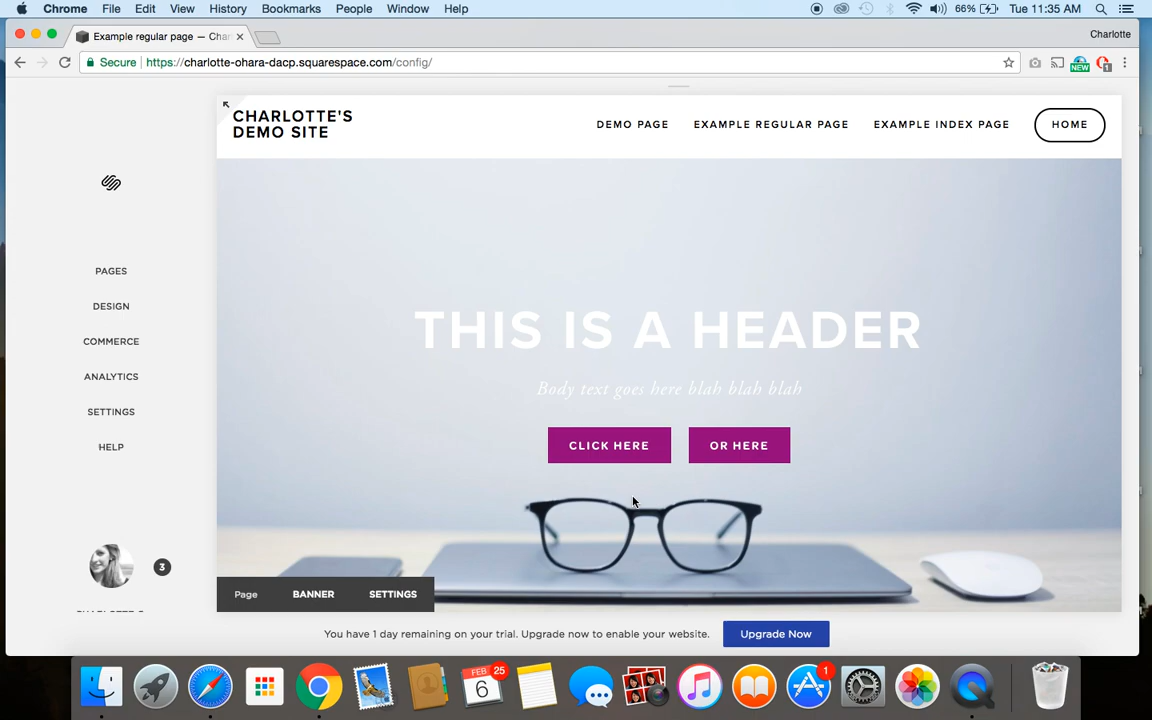 Chrome File Edit View History Bookmarks People Window Help 66% Tue 11:35 AM
Example regular page — Char
Charlotte
Secure https://charlotte-ohara-dacp.squarespace.com/config/
NEW
1
CHARLOTTE'S
DEMO SITE
DEMO PAGE EXAMPLE REGULAR PAGE EXAMPLE INDEX PAGE HOME
PAGES
DESIGN
COMMERCE
ANALYTICS
SETTINGS
HELP
THIS IS A HEADER
Body text goes here blah blah blah
CLICK HERE OR HERE
3
Page BANNER SETTINGS
You have 1 day remaining on your trial. Upgrade now to enable your website. Upgrade Now
FEB 25
6
1